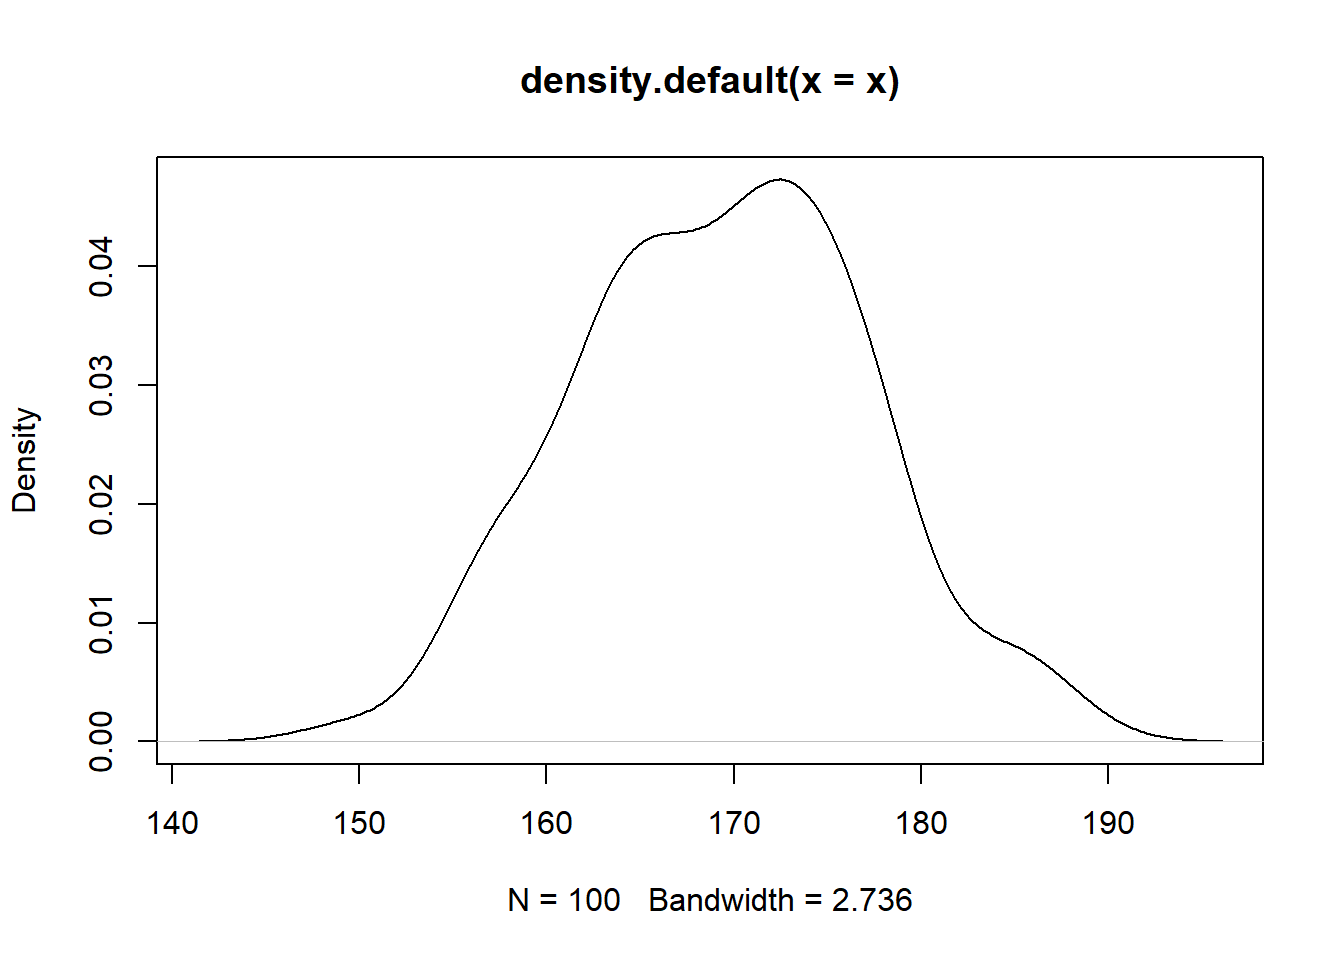 density.default(x = x)
Density
0.04
0.03
0.02
0.01
0.00
140 150 160 170 180 190
N = 100   Bandwidth = 2.736